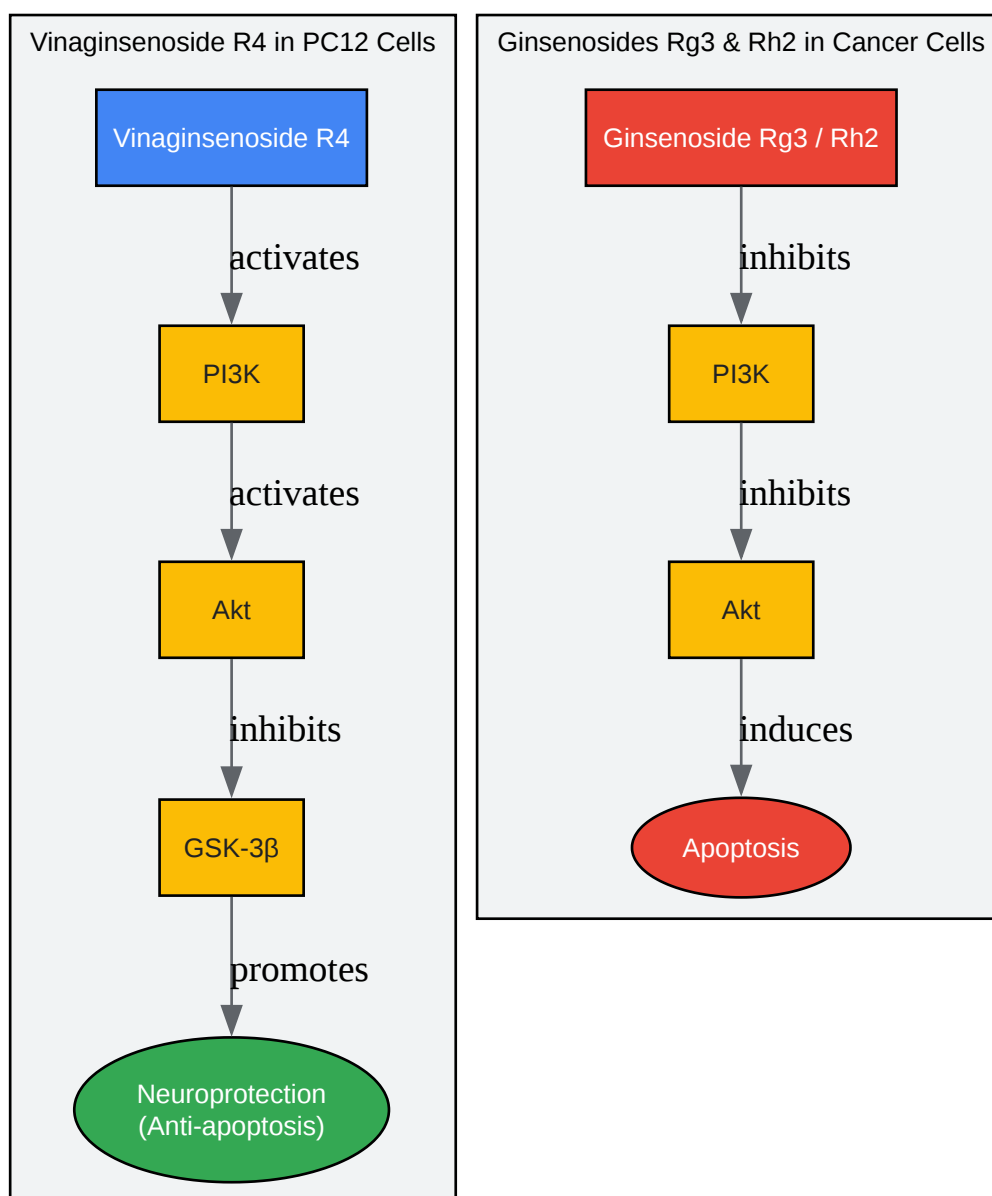 Vinaginsenoside R4 in PC12 Cells
Vinaginsenoside R4
activates
PI3K
activates
Akt
inhibits
GSK-3β
promotes
Neuroprotection
(Anti-apoptosis)
Ginsenosides Rg3 & Rh2 in Cancer Cells
Ginsenoside Rg3 / Rh2
inhibits
PI3K
inhibits
Akt
induces
Apoptosis